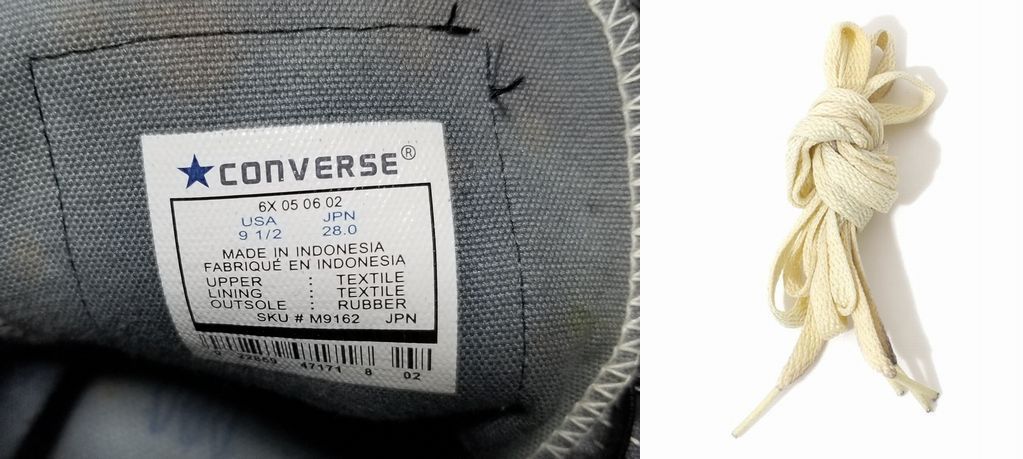 CONVERSE®
6X 05 06 02
USA JPN
9 1/2 28.0
MADE IN INDONESIA
FABRIQUÉ EN INDONESIA
UPPER : TEXTILE
LINING : TEXTILE
OUTSOLE : RUBBER
SKU # M9162 JPN
47171 8 02